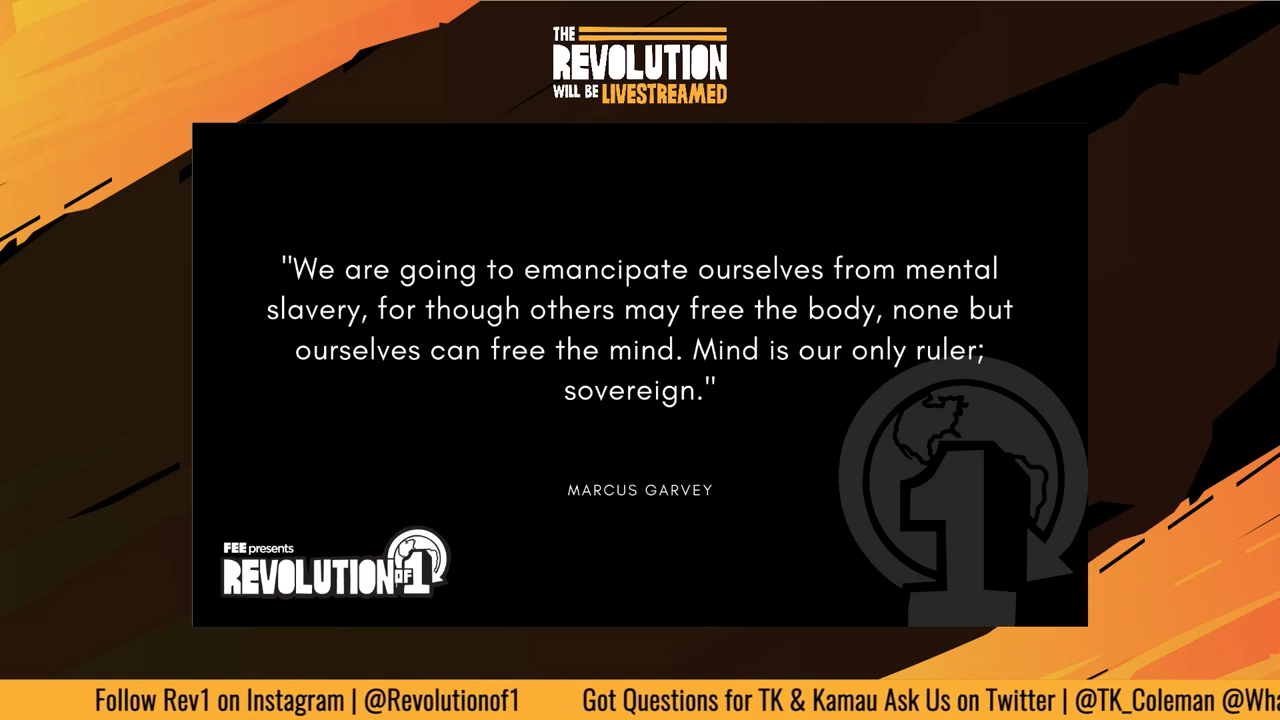 THE
REVOLUTION
WILL BE LIVESTREAMED
"We are going to emancipate ourselves from mental
slavery, for though others may free the body, none but
ourselves can free the mind. Mind is our only ruler;
sovereign."
MARCUS GARVEY
FEE presents
REVOLUTION OF 1
1
Follow Rev1 on Instagram | @Revolutionof1 Got Questions for TK & Kamau Ask Us on Twitter | @TK_Coleman